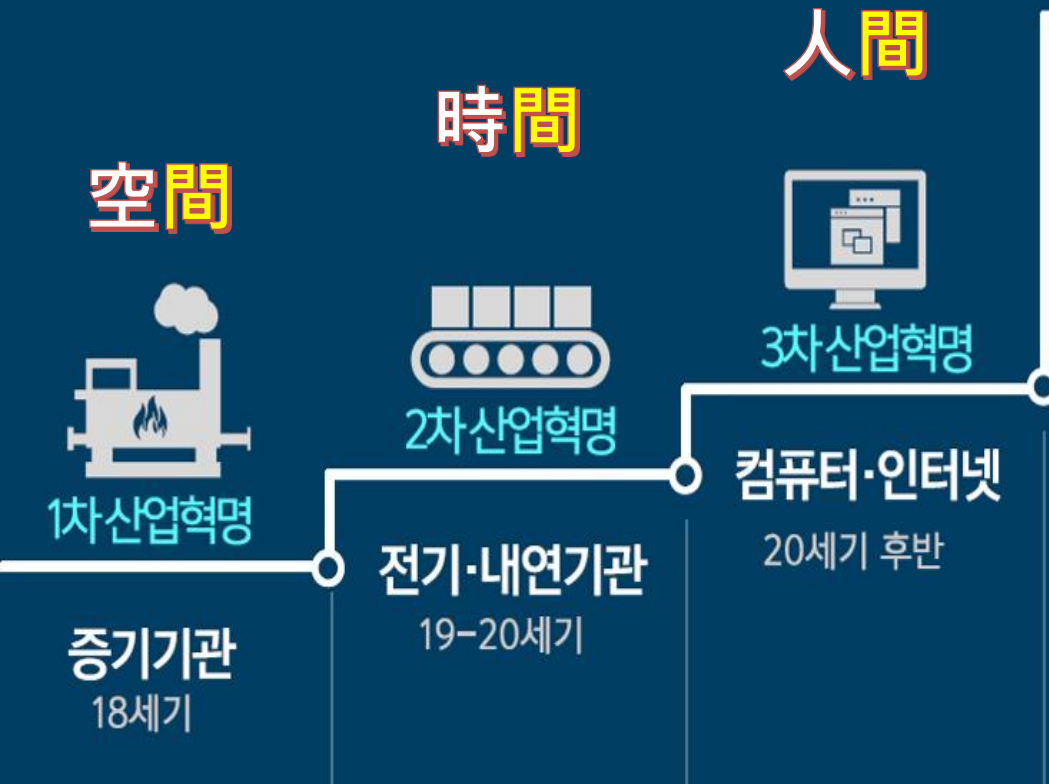 空間
1차 산업혁명
증기기관
18세기
時間
2차 산업혁명
전기·내연기관
19-20세기
人間
3차 산업혁명
컴퓨터·인터넷
20세기 후반